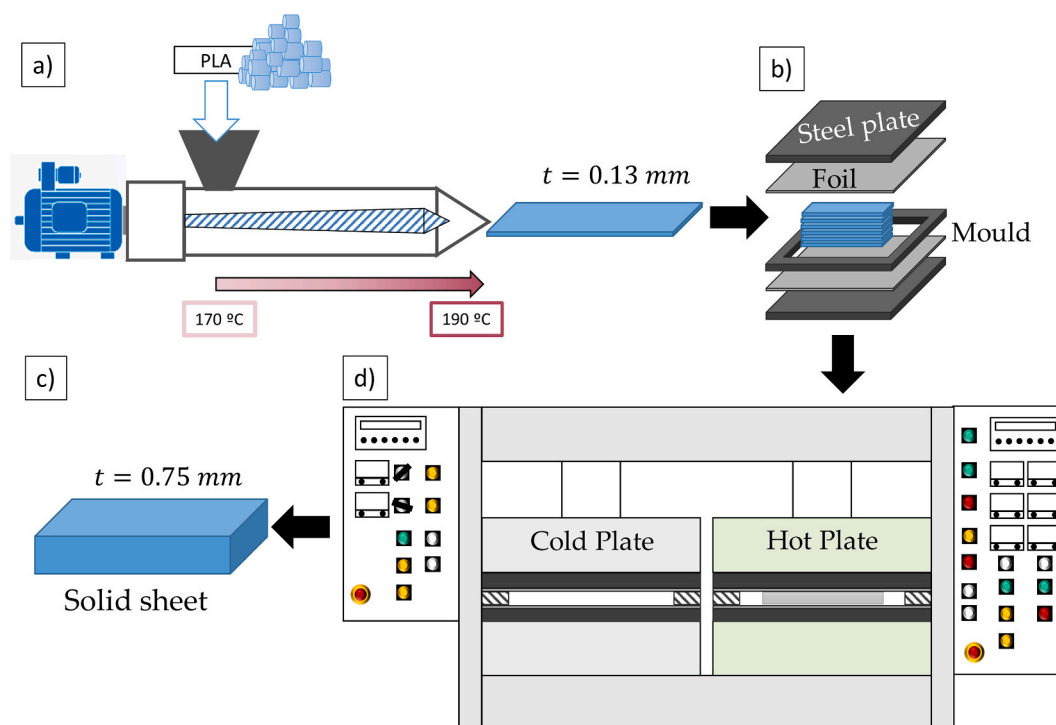 a)
PLA
b)
Steel plate
Foil
t = 0.13 mm
Mould
170 ºC
190 ºC
c)
d)
t = 0.75 mm
Cold Plate
Hot Plate
Solid sheet